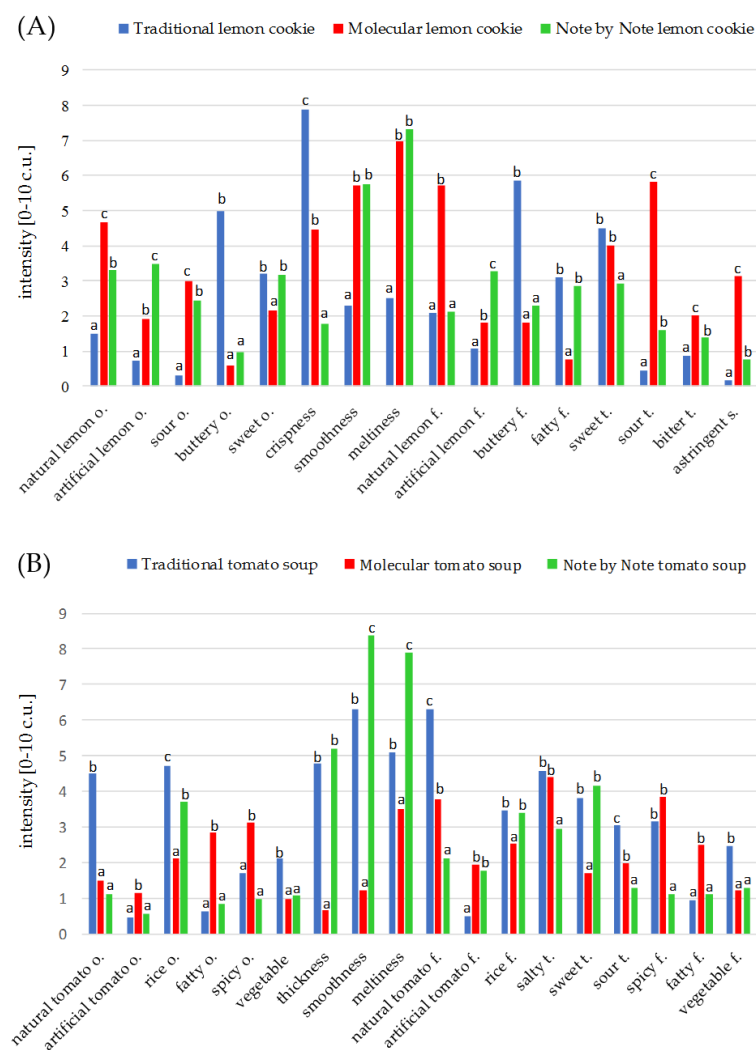 (A)
Traditional lemon cookie Molecular lemon cookie Note by Note lemon cookie
intensity [0-10 c.u.]
9
8
7
6
5
4
3
2
1
0
a c b
a b c
a c b
b a a
b a b
c b a
a b b
a b b
a b a
a b c
b a a
b a b
b b a
a c b
a b b
a c b
natural lemon o.
artificial lemon o.
sour o.
buttery o.
sweet o.
crispness
smoothness
meltiness
natural lemon f.
artificial lemon f.
buttery f.
fatty f.
sweet t.
sour t.
bitter t.
astringent s.
(B)
Traditional tomato soup Molecular tomato soup Note by Note tomato soup
intensity [0-10 c.u.]
9
8
7
6
5
4
3
2
1
0
b a a
a b a
c a b
a b a
a b a
b a a
b a b
b a c
b a c
c b a
a b b
b a b
b b a
b a b
c b a
b b a
a b a
b a a
natural tomato o.
artificial tomato o.
rice o.
fatty o.
spicy o.
vegetable
thickness
smoothness
meltiness
natural tomato f.
artificial tomato f.
rice f.
salty t.
sweet t.
sour t.
spicy f.
fatty f.
vegetable f.